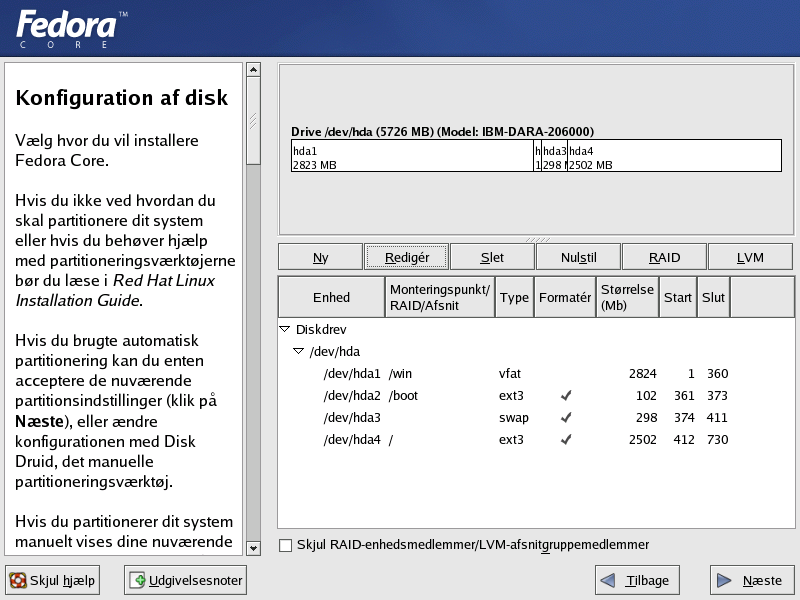 Fedora™
CORE
Konfiguration af disk
Vælg hvor du vil installere
Fedora Core.
Hvis du ikke ved hvordan du
skal partitionere dit system
eller hvis du behøver hjælp
med partitioneringsværktøjerne
bør du læse i Red Hat Linux
Installation Guide.
Hvis du brugte automatisk
partitionering kan du enten
acceptere de nuværende
partitionsindstillinger (klik på
Næste), eller ændre
konfigurationen med Disk
Druid, det manuelle
partitioneringsværktøj.
Hvis du partitionerer dit system
manuelt vises dine nuværende
Drive /dev/hda (5726 MB) (Model: IBM-DARA-206000)
hda1 h hda3 hda4
2823 MB 1 298 2502 MB
Ny Redigér Slet Nulstil RAID LVM
Enhed Monteringspunkt/ RAID/Afsnit Type Formatér Størrelse (Mb) Start Slut
Diskdrev
/dev/hda
/dev/hda1 /win vfat 2824 1 360
/dev/hda2 /boot ext3 102 361 373
/dev/hda3 swap 298 374 411
/dev/hda4 / ext3 2502 412 730
Skjul RAID-enhedsmedlemmer/LVM-afsnitgruppemedlemmer
Skjul hjælp Udgivelsesnoter Tilbage Næste